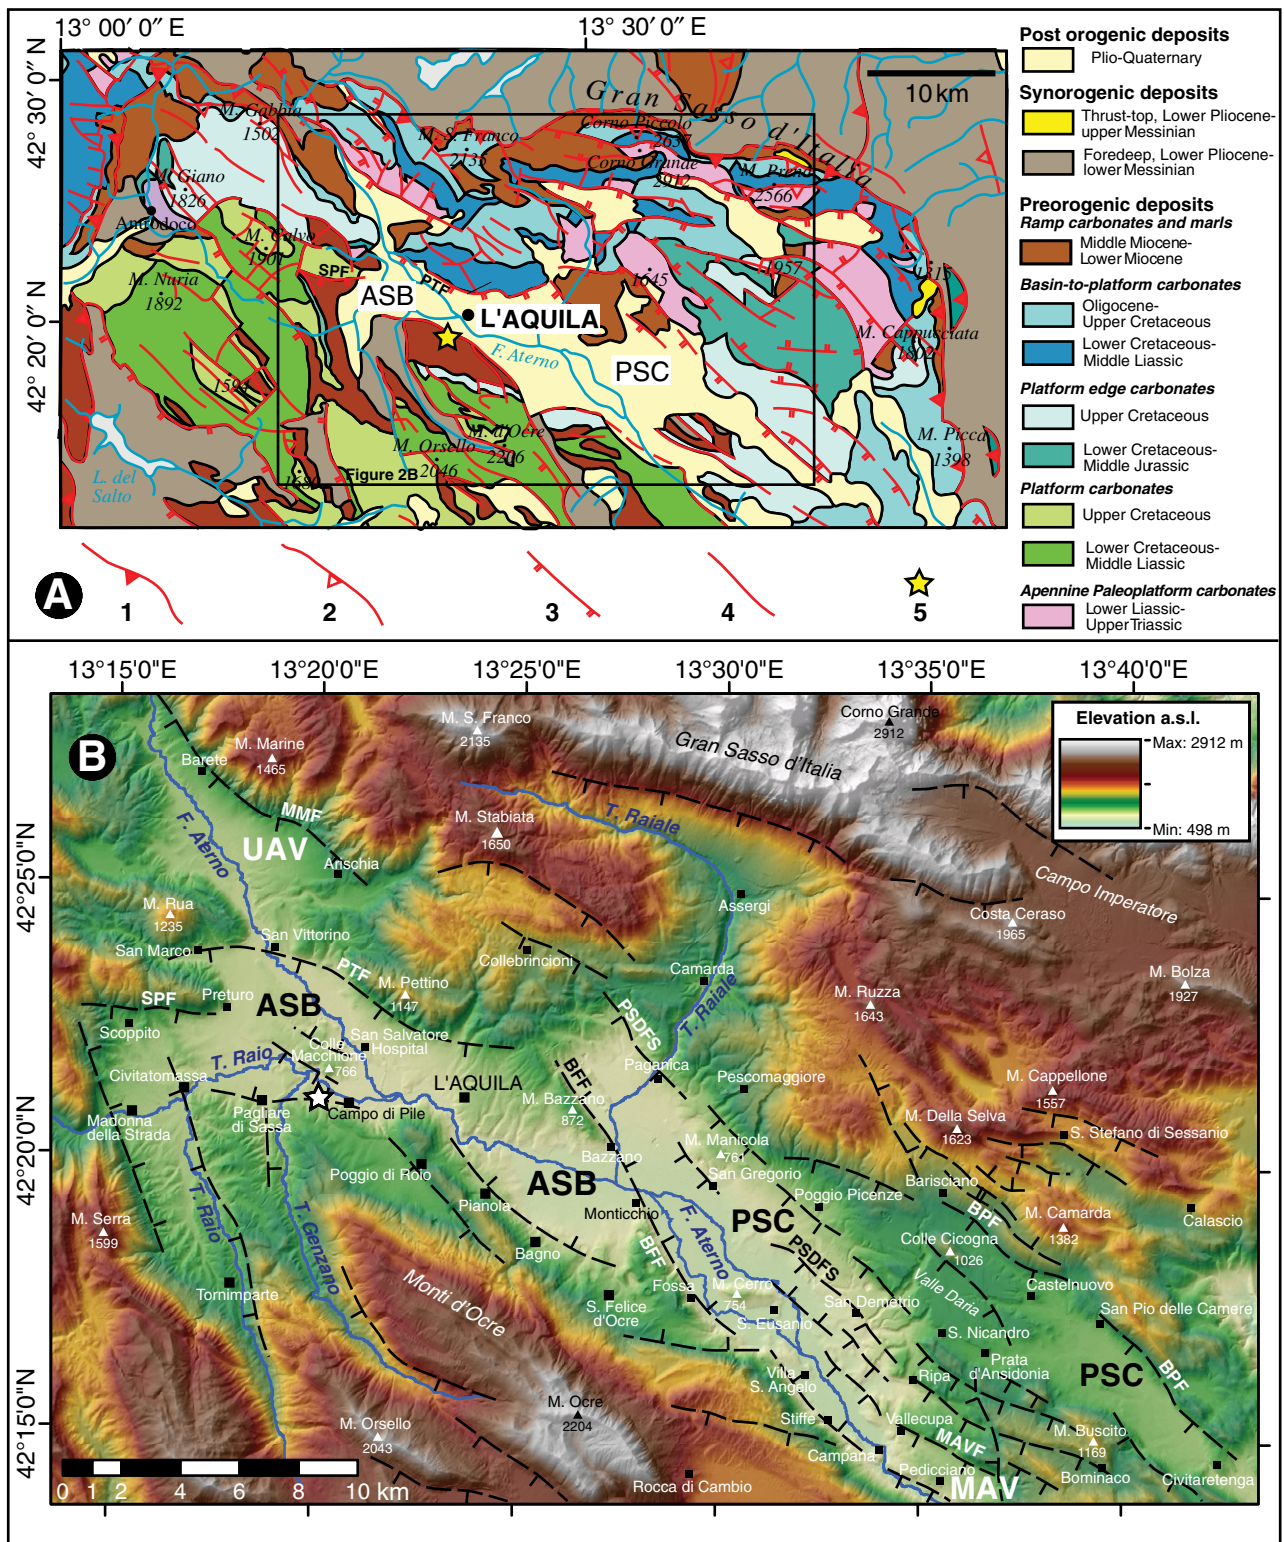 13° 00′ 0″ E
13° 30′ 0″ E
42° 30′ 0″ N
42° 20′ 0″ N
10 km
Gran Sasso d'Italia
M. Gabbia
1502
M. S. Franco
2135
Corno Piccolo
2637
Corno Grande
2912
M. Prena
2566
M. Giano
1826
Antrodoco
M. Calvo
1901
M. Nuria
1892
SPF
PTF
ASB
L'AQUILA
F. Aterno
PSC
1645
1957
1315
M. Cappucciata
1802
M. Picca
1398
1594
L. del
Salto
1680
Figure 2B
M. Orsello
2046
M. d'Ocre
2206
A
1
2
3
4
5
Post orogenic deposits
Plio-Quaternary
Synorogenic deposits
Thrust-top, Lower Pliocene-
upper Messinian
Foredeep, Lower Pliocene-
lower Messinian
Preorogenic deposits
Ramp carbonates and marls
Middle Miocene-
Lower Miocene
Basin-to-platform carbonates
Oligocene-
Upper Cretaceous
Lower Cretaceous-
Middle Liassic
Platform edge carbonates
Upper Cretaceous
Lower Cretaceous-
Middle Jurassic
Platform carbonates
Upper Cretaceous
Lower Cretaceous-
Middle Liassic
Apennine Paleoplatform carbonates
Lower Liassic-
Upper Triassic
13°15'0"E
13°20'0"E
13°25'0"E
13°30'0"E
13°35'0"E
13°40'0"E
42°25'0"N
42°20'0"N
42°15'0"N
B
Elevation a.s.l.
Max: 2912 m
Min: 498 m
M. S. Franco
2135
Corno Grande
2912
Gran Sasso d'Italia
M. Marine
1465
Barete
MMF
UAV
F. Aterno
Arischia
M. Stabiata
1650
T. Raiale
Assergi
Campo Imperatore
Costa Ceraso
1965
M. Rua
1235
San Marco
San Vittorino
PTF
M. Pettino
1147
Collebrincioni
Camarda
T. Raiale
M. Ruzza
1643
M. Bolza
1927
SPF
Preturo
ASB
Scoppito
PSDFS
Colle
Macchione
766
San Salvatore
Hospital
T. Raio
Civitatomassa
Madonna
della Strada
Pagliare
di Sassa
Campo di Pile
L'AQUILA
BFF
M. Bazzano
872
Bazzano
Paganica
Pescomaggiore
M. Cappellone
1557
M. Della Selva
1623
S. Stefano di Sessanio
M. Manicola
761
San Gregorio
Poggio di Roio
Pianola
Bagno
ASB
Monticchio
PSC
Poggio Picenze
Barisciano
BPF
M. Camarda
1382
Calascio
Colle Cicogna
1026
M. Serra
1599
T. Raio
T. Genzano
Tornimparte
Monti d'Ocre
BFF
F. Aterno
PSDFS
Fossa
M. Cerro
754
S. Felice
d'Ocre
S. Eusanio
San Demetrio
Valle Daria
Castelnuovo
San Pio delle Camere
S. Nicandro
Prata
d'Ansidonia
PSC
BPF
Villa
S. Angelo
Ripa
M. Ocre
2204
M. Orsello
2043
Stiffe
Vallecupa
Campana
MAVF
M. Buscito
1169
Bominaco
Civitaretenga
Pedicciano
MAV
Rocca di Cambio
0 1 2 4 6 8 10 km